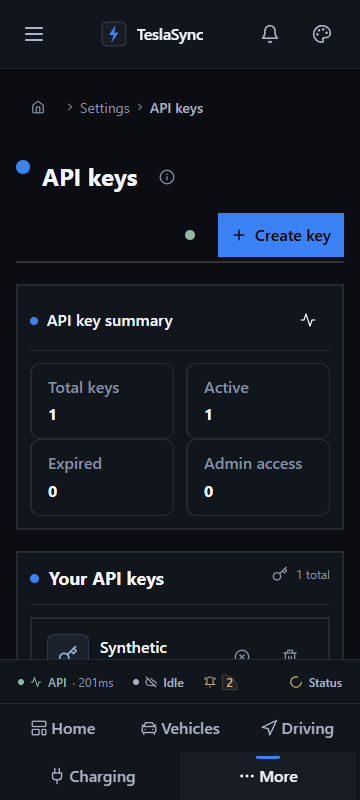 TeslaSync
Settings API keys
API keys
Create key
API key summary
Total keys Active
1 1
Expired Admin access
0 0
Your API keys 1 total
Synthetic
API · 201ms Idle 2 Status
Home Vehicles Driving
Charging More